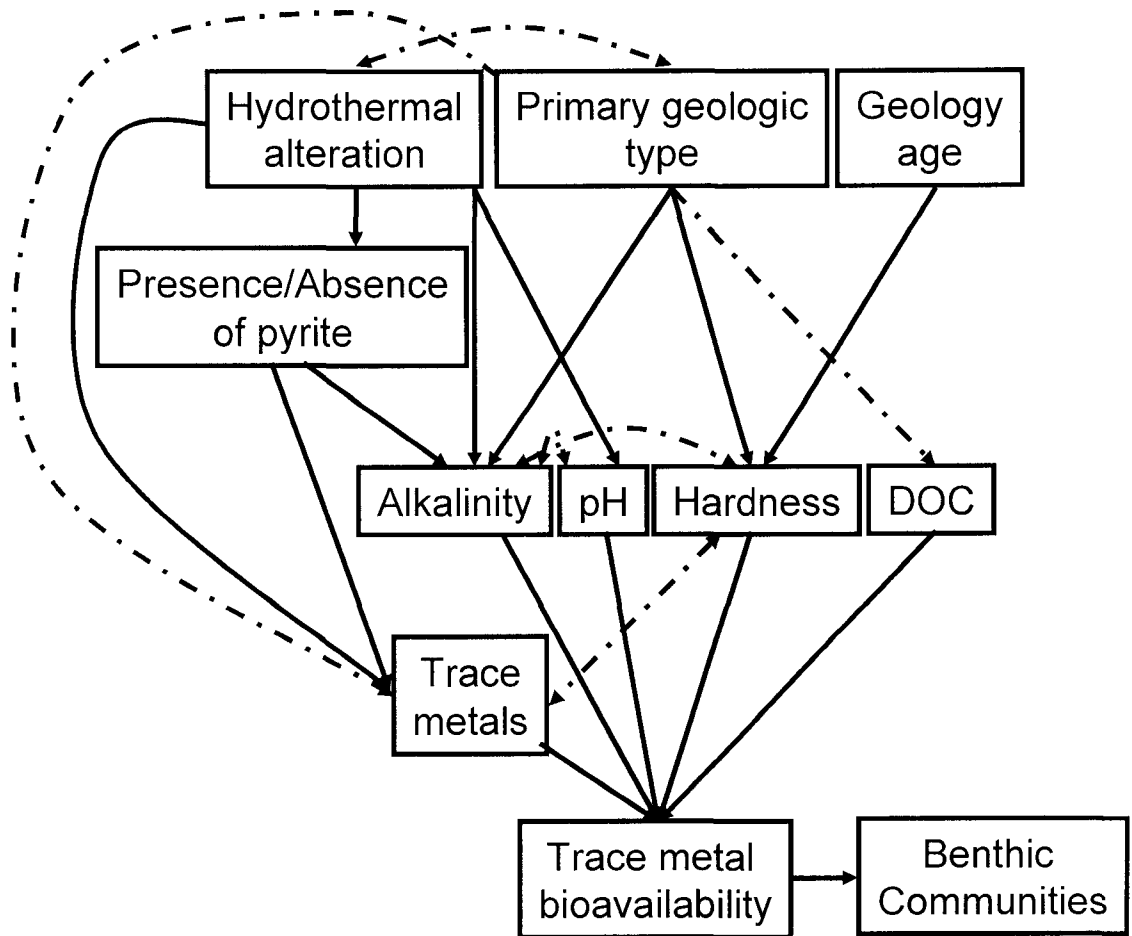 Hydrothermal
alteration
Primary geologic
type
Geology
age
Presence/Absence
of pyrite
Alkalinity
pH
Hardness
DOC
Trace
metals
Trace metal
bioavailability
Benthic
Communities